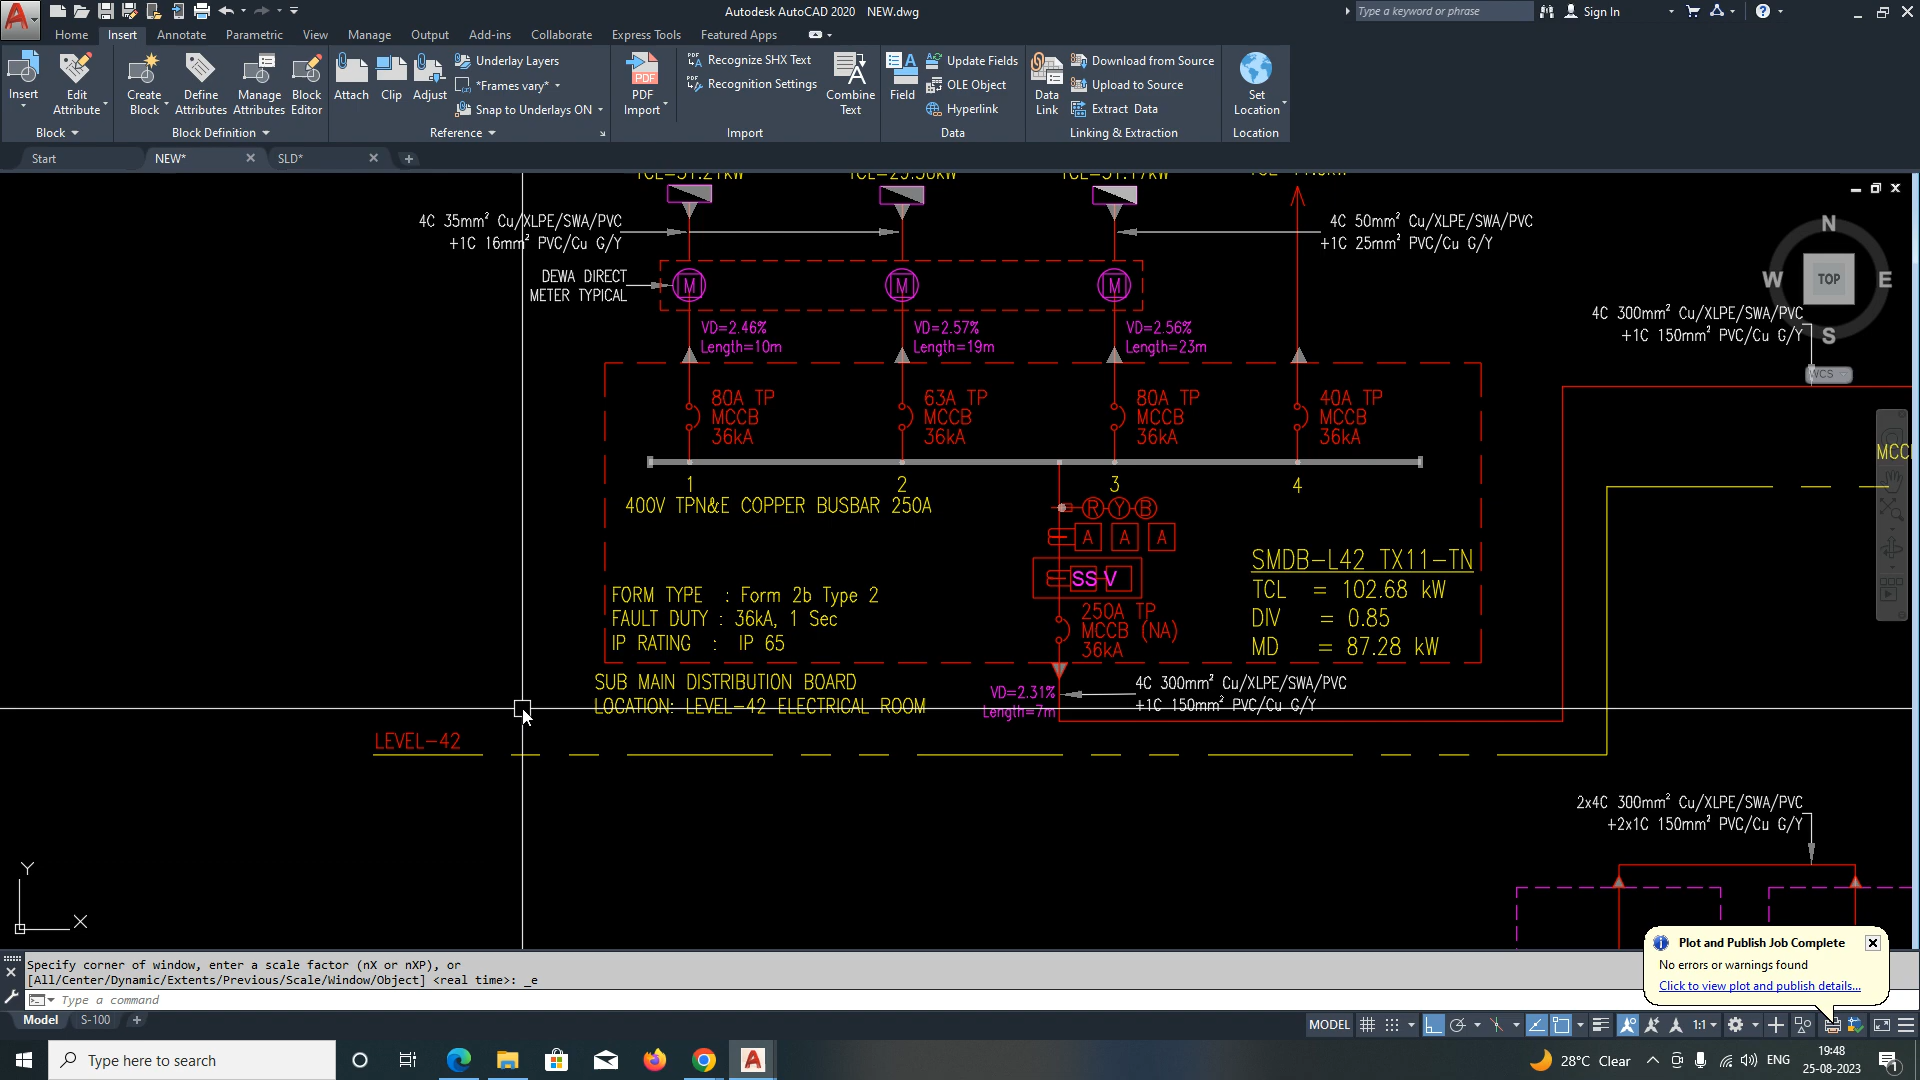 Autodesk AutoCAD 2020 NEW.dwg
Type a keyword or phrase
Sign In
Home Insert Annotate Parametric View Manage Output Add-ins Collaborate Express Tools Featured Apps
Insert
Edit Attribute
Block
Create Block
Define Attributes
Manage Attributes
Block Editor
Block Definition
Attach
Clip
Adjust
Underlay Layers
*Frames vary*
Snap to Underlays ON
Reference
PDF Import
Recognize SHX Text
Recognition Settings
Combine Text
Import
Field
Update Fields
OLE Object
Hyperlink
Data
Data Link
Download from Source
Upload to Source
Extract Data
Linking & Extraction
Set Location
Location
Start NEW* SLD*
4C 35mm² Cu/XLPE/SWA/PVC
+1C 16mm² PVC/Cu G/Y
4C 50mm² Cu/XLPE/SWA/PVC
+1C 25mm² PVC/Cu G/Y
DEWA DIRECT
METER TYPICAL
M M M
VD=2.46%
Length=10m
VD=2.57%
Length=19m
VD=2.56%
Length=23m
4C 300mm² Cu/XLPE/SWA/PVC
+1C 150mm² PVC/Cu G/Y
N
W TOP E
S
WCS
80A TP
MCCB
36kA
63A TP
MCCB
36kA
80A TP
MCCB
36kA
40A TP
MCCB
36kA
1 2 3 4
400V TPN&E COPPER BUSBAR 250A
R Y B
A A A
SS V
250A TP
MCCB (NA)
36kA
FORM TYPE : Form 2b Type 2
FAULT DUTY : 36kA, 1 Sec
IP RATING : IP 65
SMDB-L42 TX11-TN
TCL = 102.68 kW
DIV = 0.85
MD = 87.28 kW
SUB MAIN DISTRIBUTION BOARD
LOCATION: LEVEL-42 ELECTRICAL ROOM
VD=2.31%
Length=7m
4C 300mm² Cu/XLPE/SWA/PVC
+1C 150mm² PVC/Cu G/Y
LEVEL-42
2x4C 300mm² Cu/XLPE/SWA/PVC
+2x1C 150mm² PVC/Cu G/Y
Y
X
Specify corner of window, enter a scale factor (nX or nXP), or
[All/Center/Dynamic/Extents/Previous/Scale/Window/Object] <real time>: _e
Type a command
Plot and Publish Job Complete
No errors or warnings found
Click to view plot and publish details...
Model S-100
MODEL
1:1
Type here to search
28°C Clear
ENG
19:48
25-08-2023
1